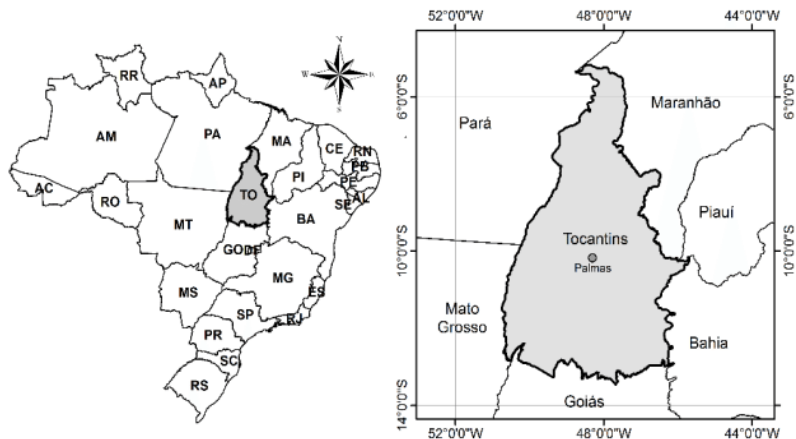 N
RR
AP
AM
PA
MA
CE
RN
PB
PI
PE
AL
SE
AC
RO
TO
BA
MT
GO
DF
MG
ES
MS
SP
RJ
PR
SC
RS
52°0'0"W
48°0'0"W
44°0'0"W
6°0'0"S
6°0'0"S
Maranhão
Pará
Piauí
Tocantins
Palmas
10°0'0"S
10°0'0"S
Mato
Grosso
Bahia
Goiás
14°0'0"S
14°0'0"S
52°0'0"W
48°0'0"W
44°0'0"W